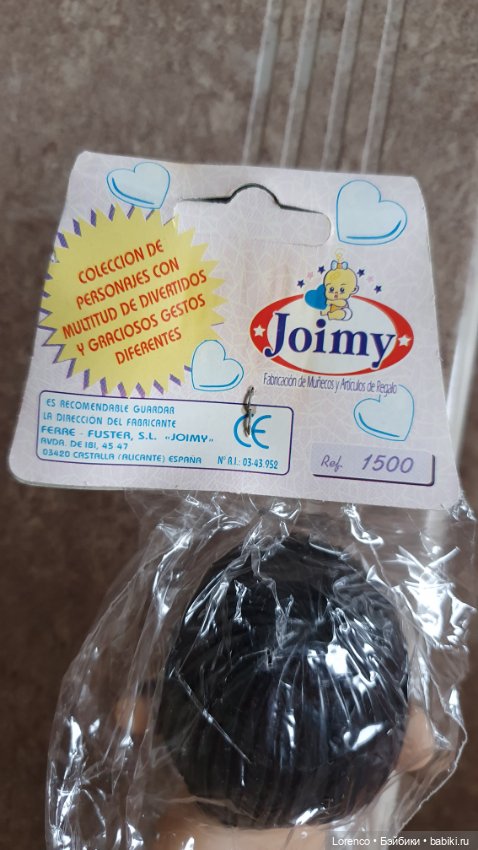 COLECCION DE
PERSONAJES CON
MULTITUD DE DIVERTIDOS
Y GRACIOSOS GESTOS
DIFERENTES
Joimy
Fabricación de Muñecos y Artículos de Regalo
ES RECOMENDABLE GUARDAR
LA DIRECCION DEL FABRICANTE
FERRE - FUSTER, S.L. «JOIMY»
AVDA. DE IBI, 45 47
03420 CASTALLA (ALICANTE) ESPAÑA
Nº R.I.: 03-43.952
CE
Ref. 1500
Lorenco • Бэйбики • babiki.ru